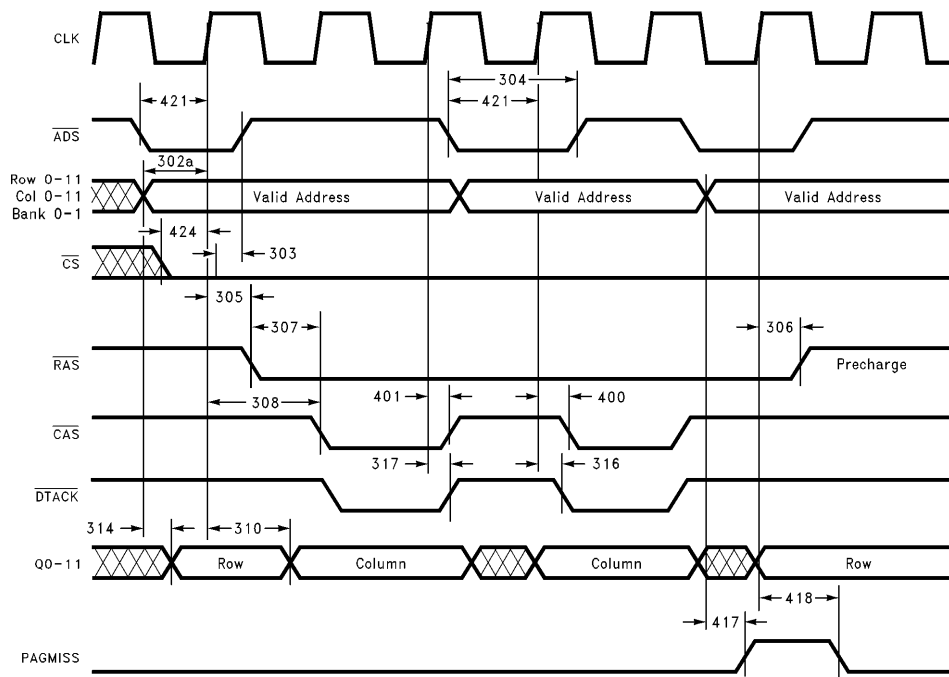 CLK
304
421
421
ADS
302a
Row 0-11
Col 0-11
Bank 0-1
Valid Address
Valid Address
Valid Address
424
303
CS
305
307
306
RAS
Precharge
308
401
400
CAS
317
316
DTACK
314
310
Q0-11
Row
Column
Column
Row
418
417
PAGMISS